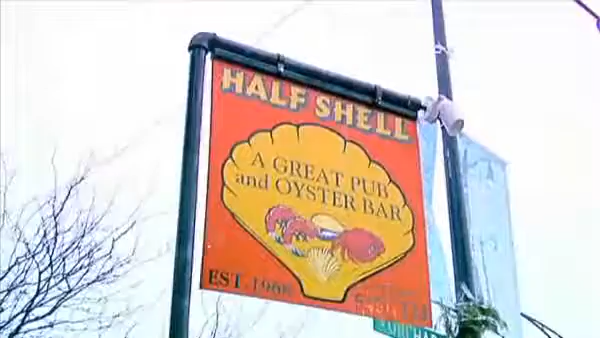 HALF SHELL
A GREAT PUB
and OYSTER BAR
EST. 1968